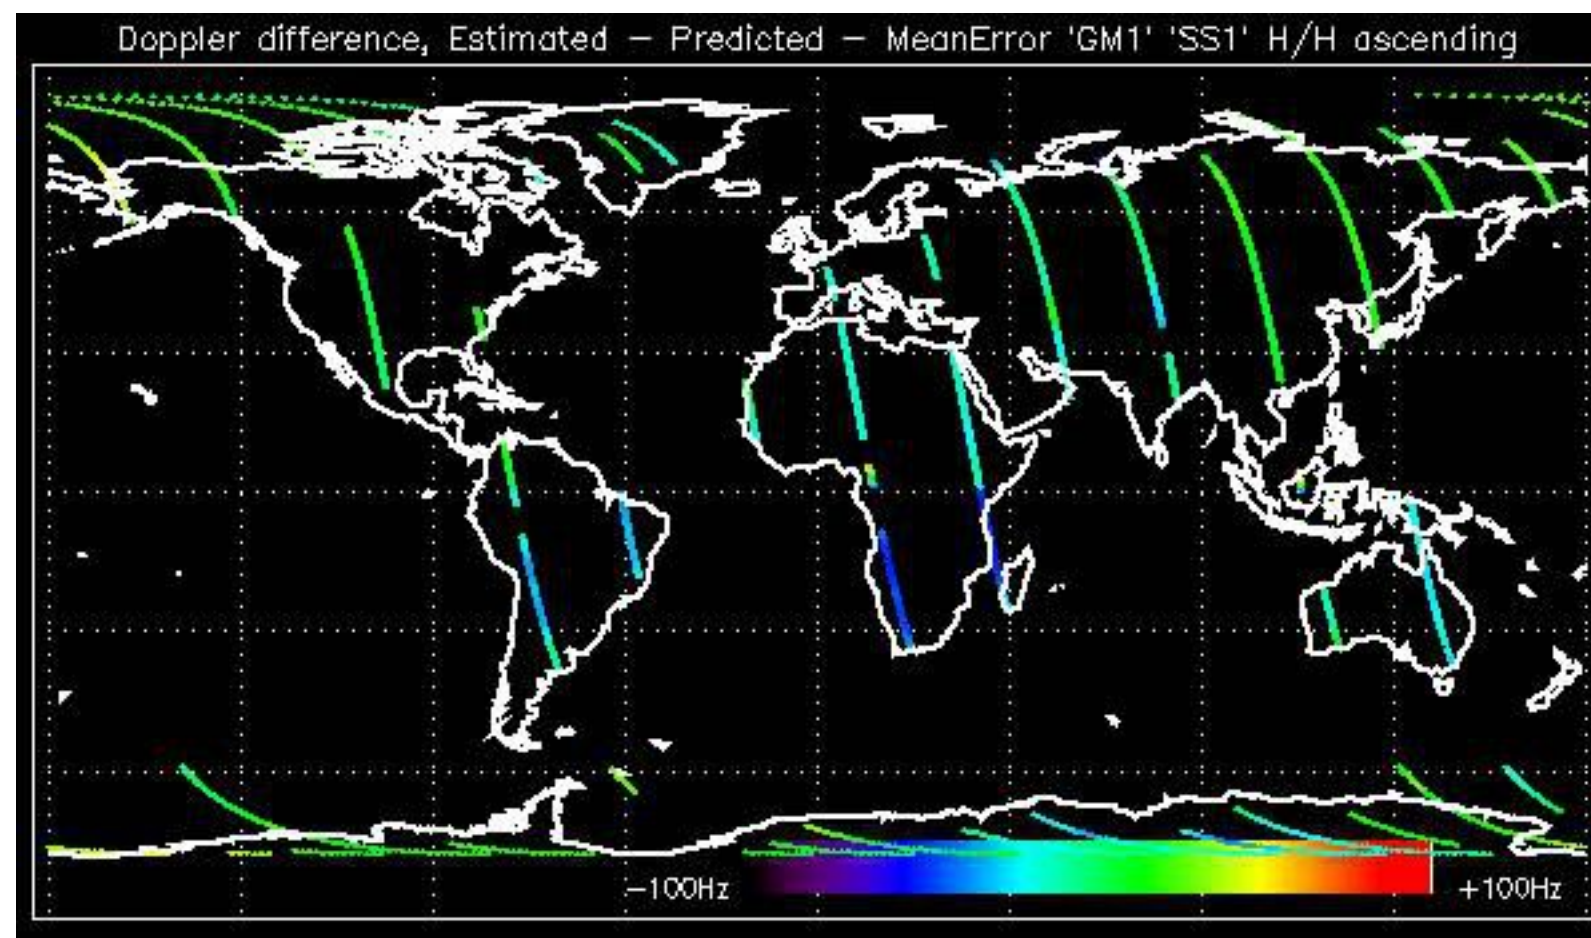 Doppler difference, Estimated – Predicted – MeanError 'GM1' 'SS1' H/H ascending
-100Hz +100Hz